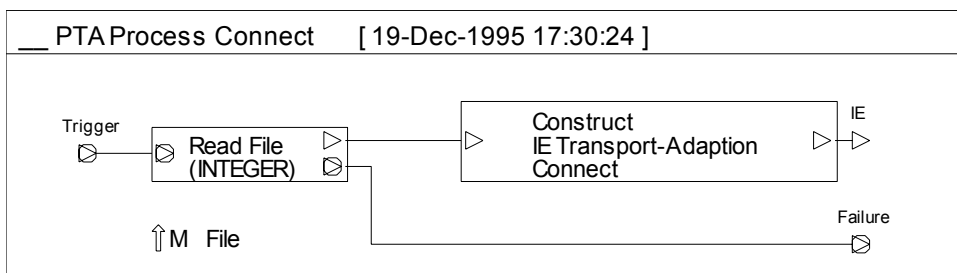 __ PTA Process Connect [ 19-Dec-1995 17:30:24 ]
Trigger
Read File
(INTEGER)
Construct
IE Transport-Adaption
Connect
IE
Failure
⇧ M File